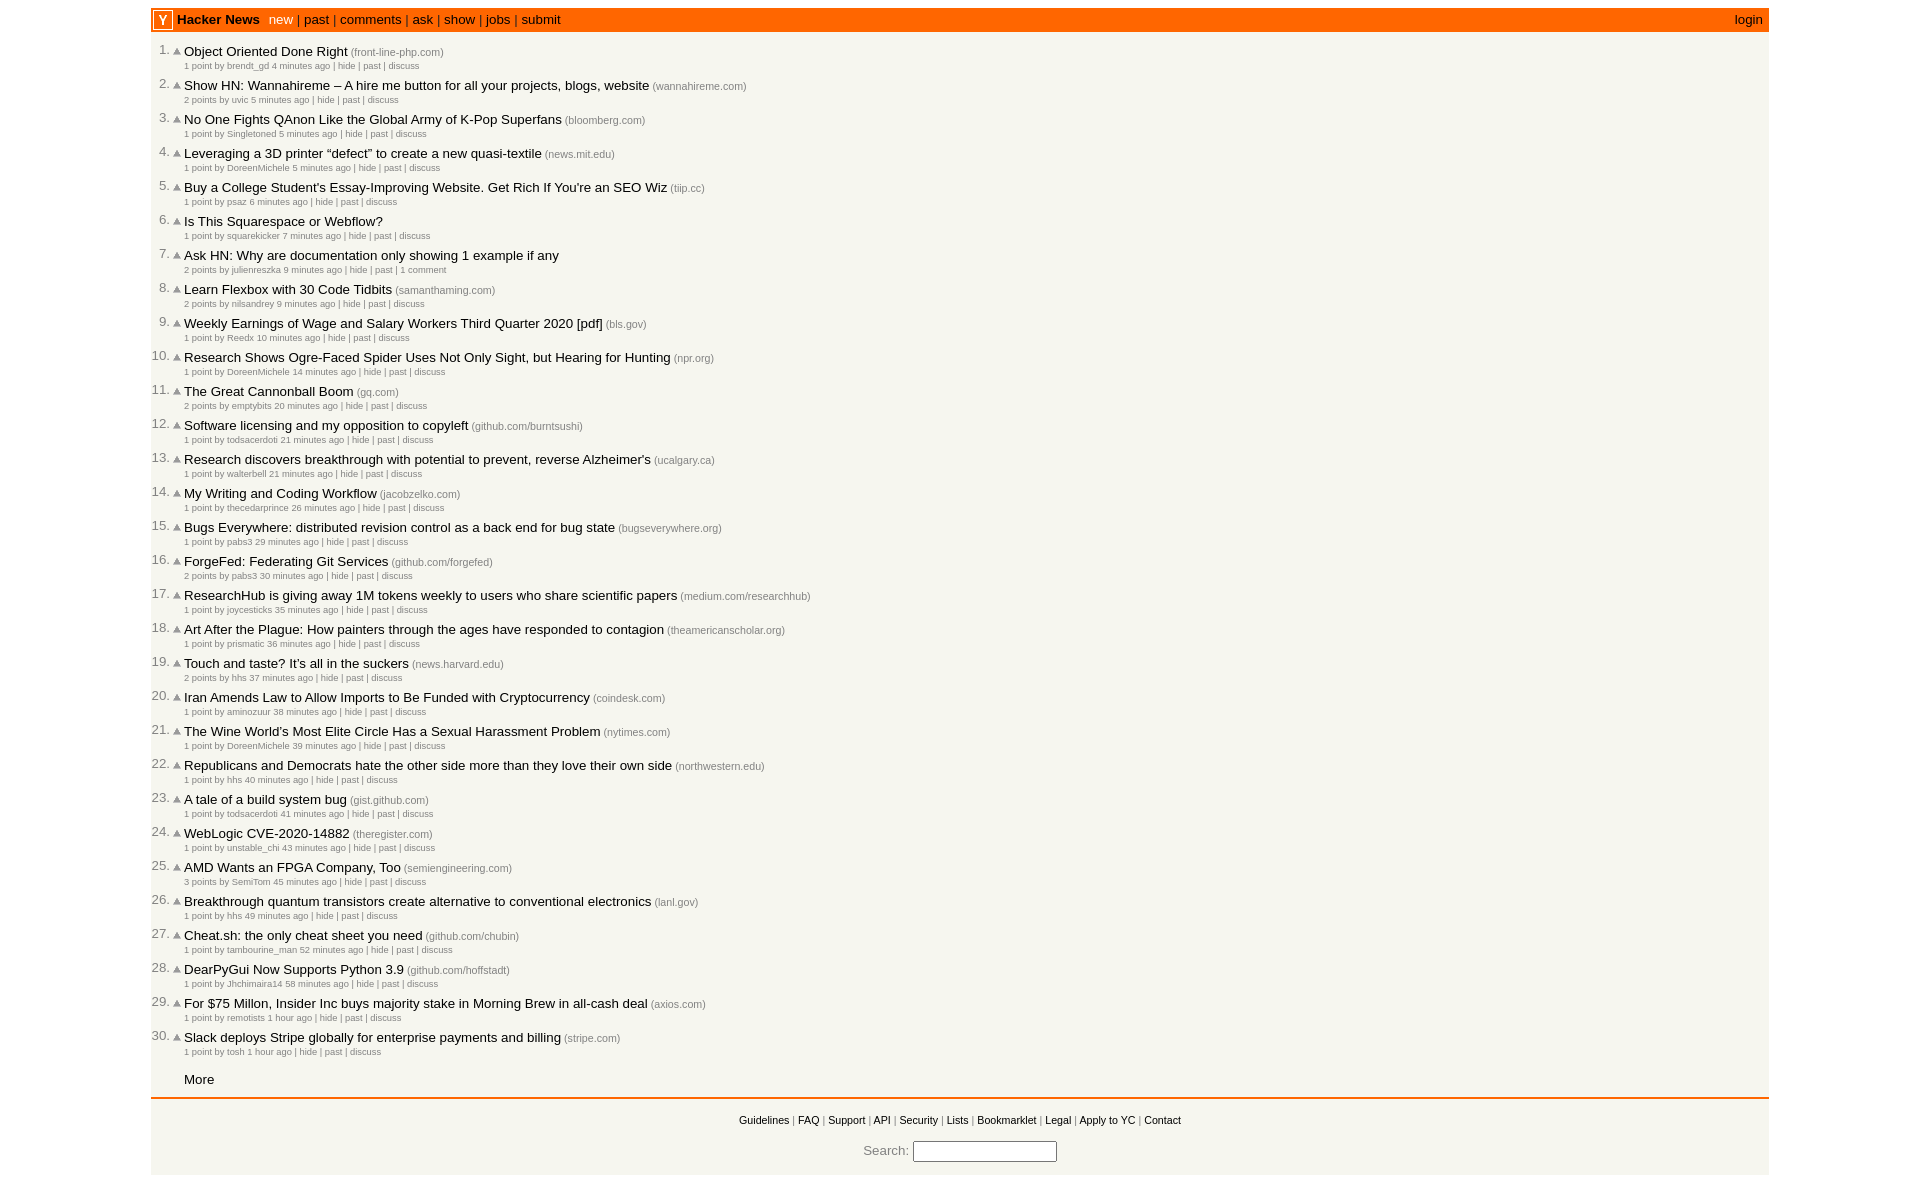 Y Hacker News new | past | comments | ask | show | jobs | submit login
1. Object Oriented Done Right (front-line-php.com)
1 point by brendt_gd 4 minutes ago | hide | past | discuss
2. Show HN: Wannahireme – A hire me button for all your projects, blogs, website (wannahireme.com)
2 points by uvic 5 minutes ago | hide | past | discuss
3. No One Fights QAnon Like the Global Army of K-Pop Superfans (bloomberg.com)
1 point by Singletoned 5 minutes ago | hide | past | discuss
4. Leveraging a 3D printer “defect” to create a new quasi-textile (news.mit.edu)
1 point by DoreenMichele 5 minutes ago | hide | past | discuss
5. Buy a College Student's Essay-Improving Website. Get Rich If You're an SEO Wiz (tiip.cc)
1 point by psaz 6 minutes ago | hide | past | discuss
6. Is This Squarespace or Webflow?
1 point by squarekicker 7 minutes ago | hide | past | discuss
7. Ask HN: Why are documentation only showing 1 example if any
2 points by julienreszka 9 minutes ago | hide | past | 1 comment
8. Learn Flexbox with 30 Code Tidbits (samanthaming.com)
2 points by nilsandrey 9 minutes ago | hide | past | discuss
9. Weekly Earnings of Wage and Salary Workers Third Quarter 2020 [pdf] (bls.gov)
1 point by Reedx 10 minutes ago | hide | past | discuss
10. Research Shows Ogre-Faced Spider Uses Not Only Sight, but Hearing for Hunting (npr.org)
1 point by DoreenMichele 14 minutes ago | hide | past | discuss
11. The Great Cannonball Boom (gq.com)
2 points by emptybits 20 minutes ago | hide | past | discuss
12. Software licensing and my opposition to copyleft (github.com/burntsushi)
1 point by todsacerdoti 21 minutes ago | hide | past | discuss
13. Research discovers breakthrough with potential to prevent, reverse Alzheimer's (ucalgary.ca)
1 point by walterbell 21 minutes ago | hide | past | discuss
14. My Writing and Coding Workflow (jacobzelko.com)
1 point by thecedarprince 26 minutes ago | hide | past | discuss
15. Bugs Everywhere: distributed revision control as a back end for bug state (bugseverywhere.org)
1 point by pabs3 29 minutes ago | hide | past | discuss
16. ForgeFed: Federating Git Services (github.com/forgefed)
2 points by pabs3 30 minutes ago | hide | past | discuss
17. ResearchHub is giving away 1M tokens weekly to users who share scientific papers (medium.com/researchhub)
1 point by joycesticks 35 minutes ago | hide | past | discuss
18. Art After the Plague: How painters through the ages have responded to contagion (theamericanscholar.org)
1 point by prismatic 36 minutes ago | hide | past | discuss
19. Touch and taste? It’s all in the suckers (news.harvard.edu)
2 points by hhs 37 minutes ago | hide | past | discuss
20. Iran Amends Law to Allow Imports to Be Funded with Cryptocurrency (coindesk.com)
1 point by aminozuur 38 minutes ago | hide | past | discuss
21. The Wine World’s Most Elite Circle Has a Sexual Harassment Problem (nytimes.com)
1 point by DoreenMichele 39 minutes ago | hide | past | discuss
22. Republicans and Democrats hate the other side more than they love their own side (northwestern.edu)
1 point by hhs 40 minutes ago | hide | past | discuss
23. A tale of a build system bug (gist.github.com)
1 point by todsacerdoti 41 minutes ago | hide | past | discuss
24. WebLogic CVE-2020-14882 (theregister.com)
1 point by unstable_chi 43 minutes ago | hide | past | discuss
25. AMD Wants an FPGA Company, Too (semiengineering.com)
3 points by SemiTom 45 minutes ago | hide | past | discuss
26. Breakthrough quantum transistors create alternative to conventional electronics (lanl.gov)
1 point by hhs 49 minutes ago | hide | past | discuss
27. Cheat.sh: the only cheat sheet you need (github.com/chubin)
1 point by tambourine_man 52 minutes ago | hide | past | discuss
28. DearPyGui Now Supports Python 3.9 (github.com/hoffstadt)
1 point by Jhchimaira14 58 minutes ago | hide | past | discuss
29. For $75 Millon, Insider Inc buys majority stake in Morning Brew in all-cash deal (axios.com)
1 point by remotists 1 hour ago | hide | past | discuss
30. Slack deploys Stripe globally for enterprise payments and billing (stripe.com)
1 point by tosh 1 hour ago | hide | past | discuss
More
Guidelines | FAQ | Support | API | Security | Lists | Bookmarklet | Legal | Apply to YC | Contact
Search: